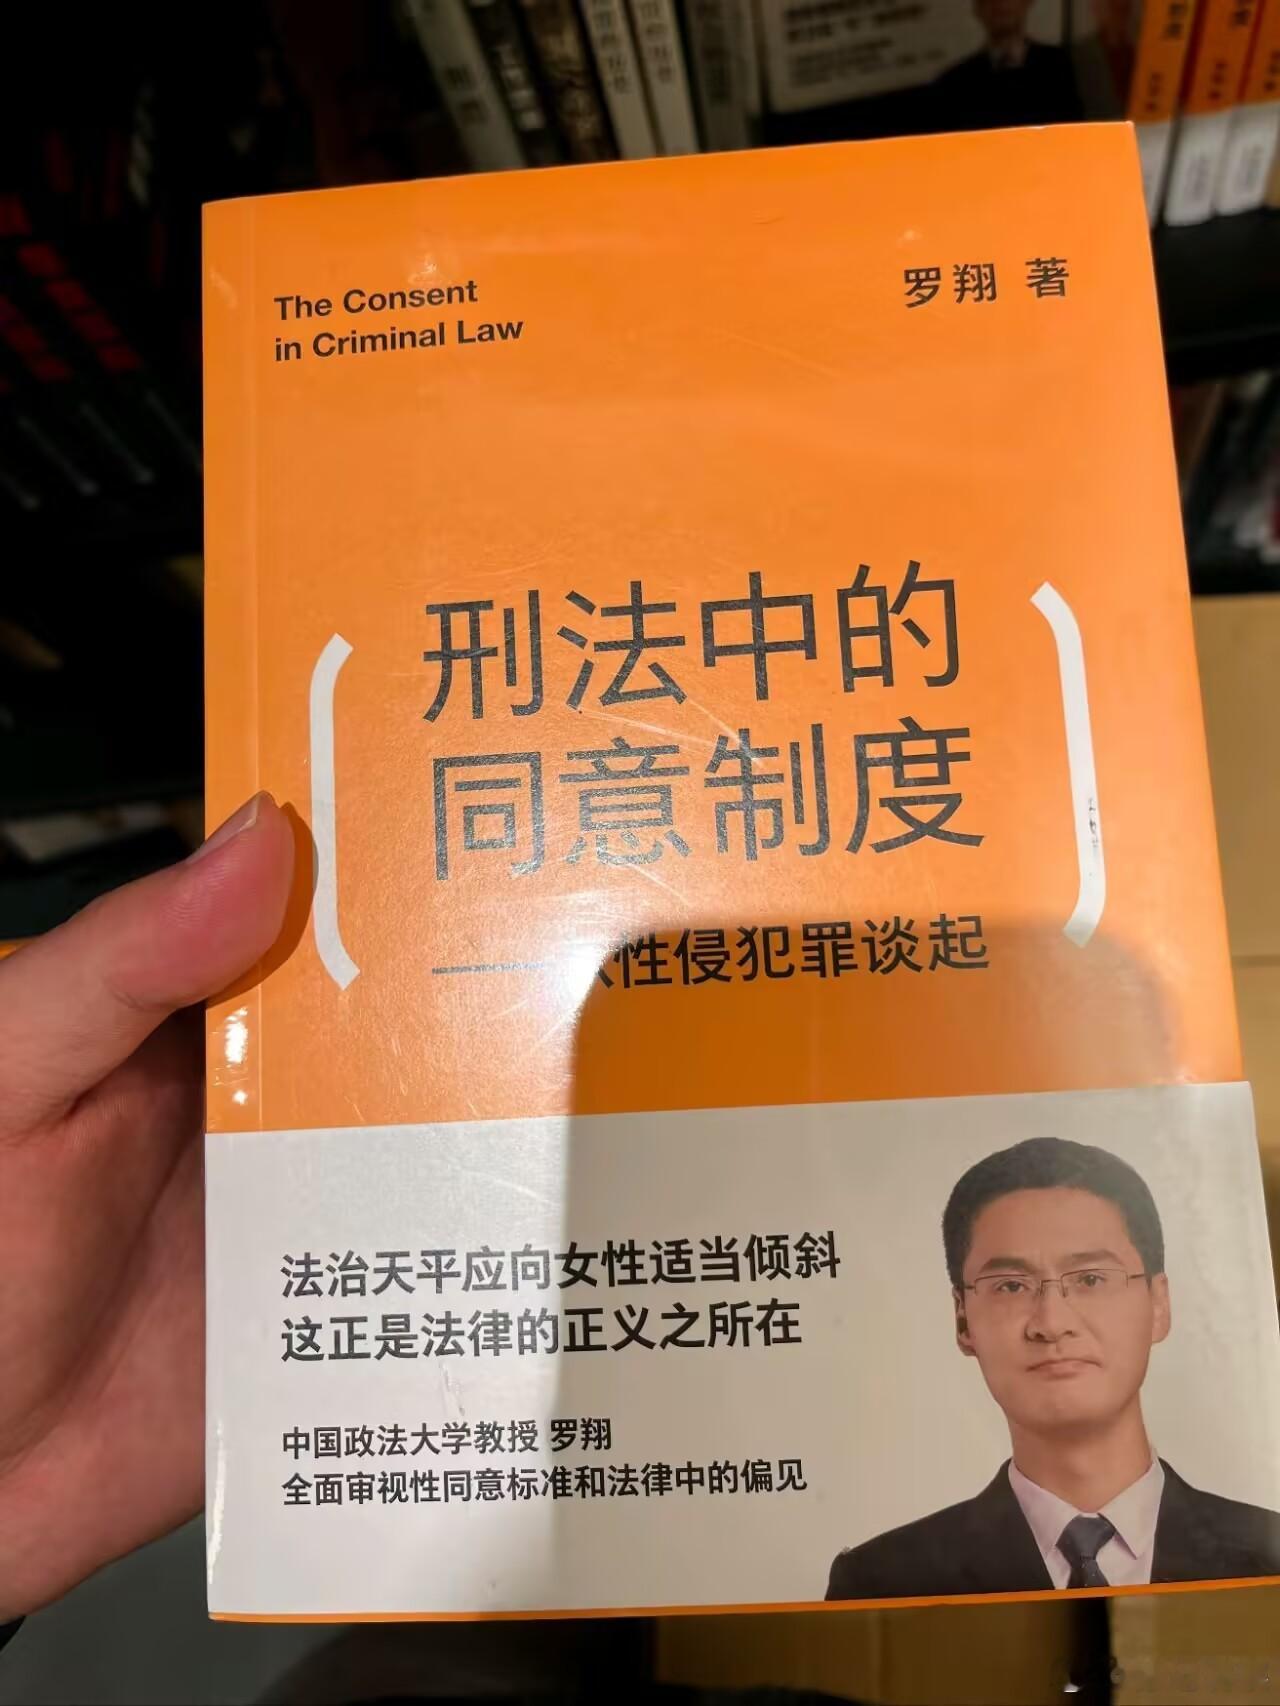 The Consent
in Criminal Law
罗翔 著
刑法中的
同意制度
——从性侵犯罪谈起
法治天平应向女性适当倾斜
这正是法律的正义之所在
中国政法大学教授 罗翔
全面审视性同意标准和法律中的偏见